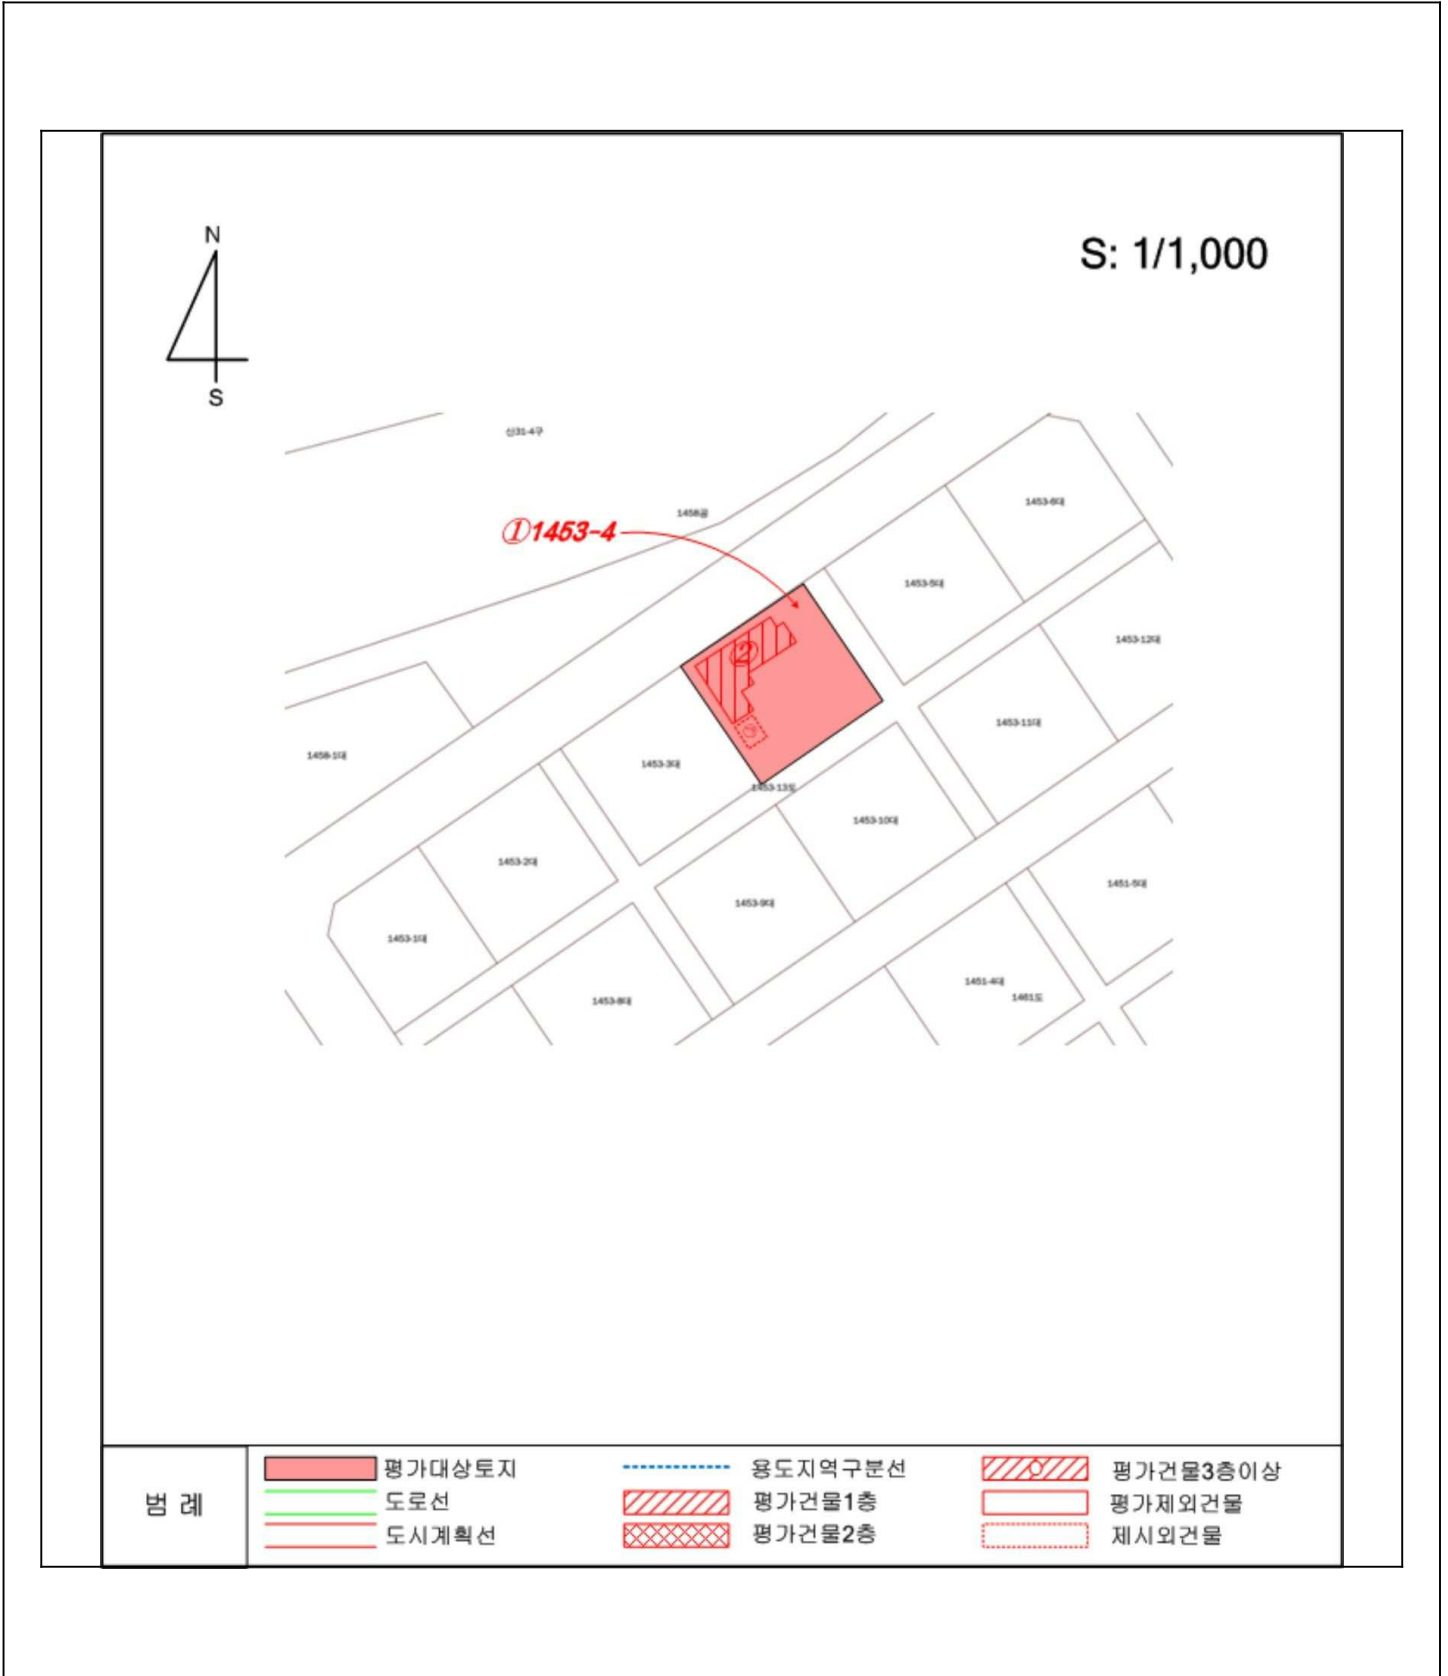 N
S: 1/1,000
S
산31-4구
1458공
①1453-4
1453-6대
1453-5대
1453-12대
②
1453-11대
1458-1대
1453-3대
1453-13도
1453-10대
1453-2대
1451-5대
1453-9대
1453-1대
1451-4대
1461도
1453-8대
범 례
평가대상토지
도로선
도시계획선
용도지역구분선
평가건물1층
평가건물2층
평가건물3층이상
평가제외건물
제시외건물